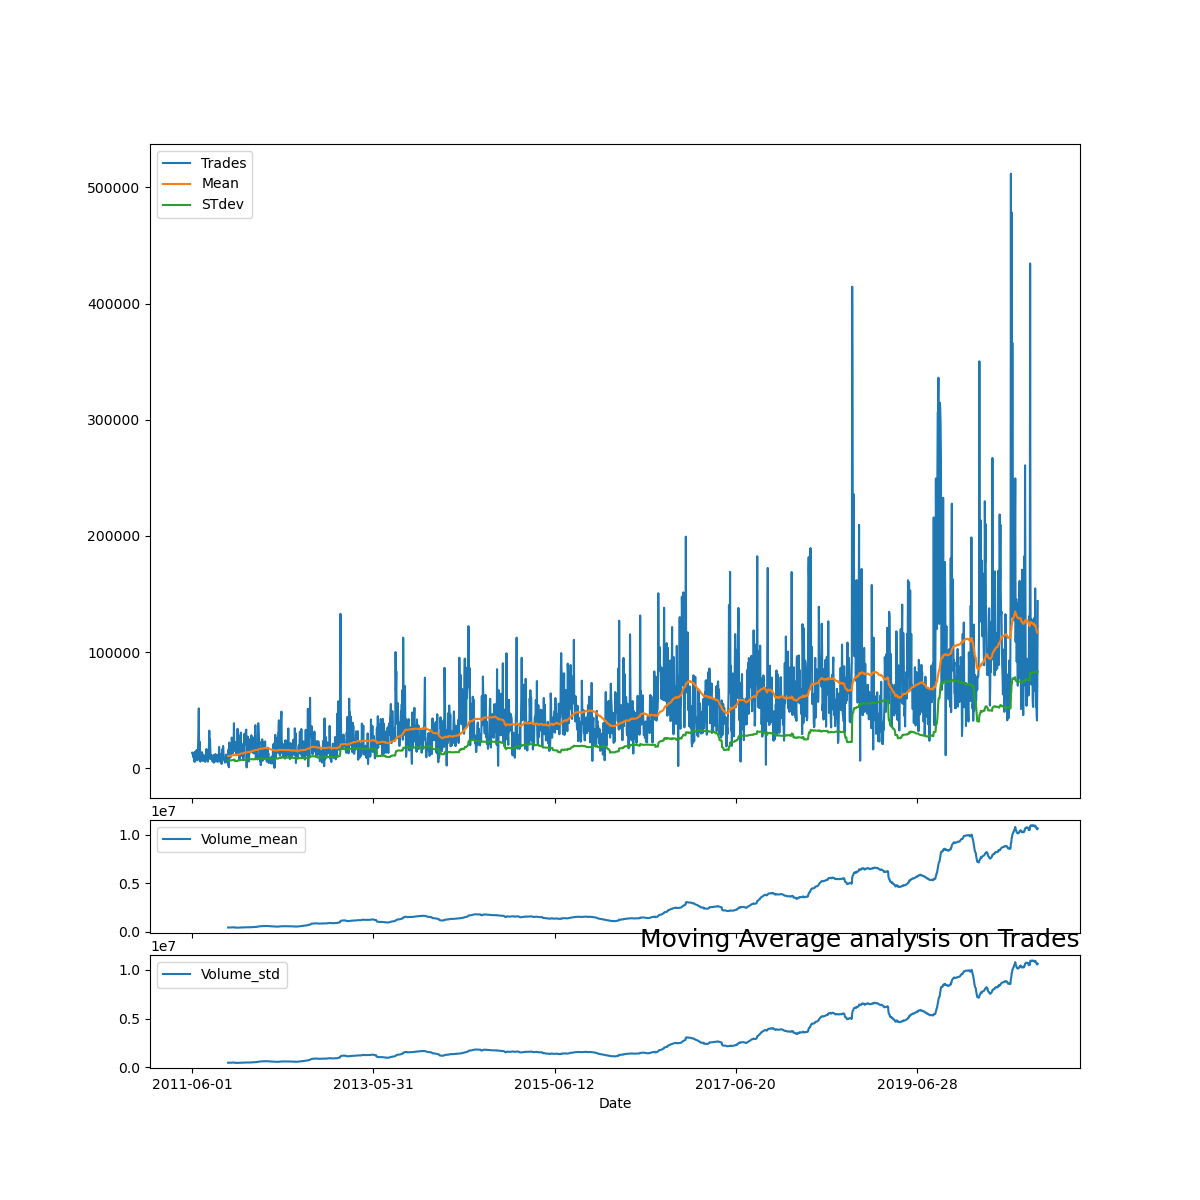 Trades
Mean
STdev
500000
400000
300000
200000
100000
0
1e7
Volume_mean
1.0
0.5
0.0
Moving Average analysis on Trades
1e7
Volume_std
1.0
0.5
0.0
2011-06-01 2013-05-31 2015-06-12 2017-06-20 2019-06-28
Date